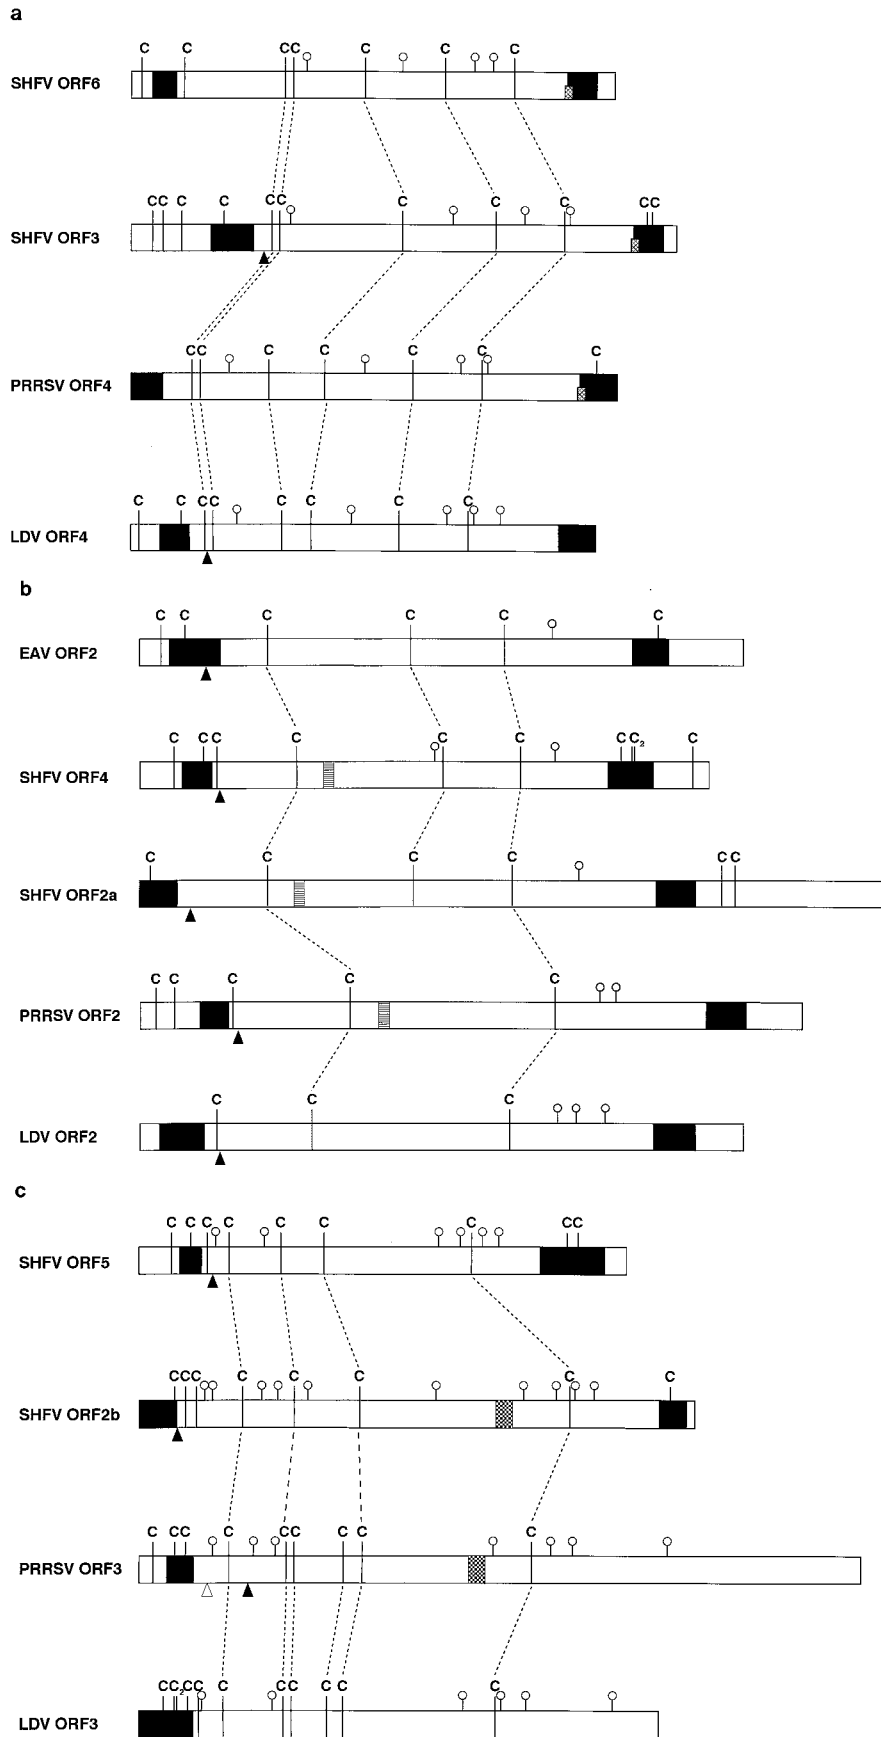 a
C C CC C C C
SHFV ORF6
CC C C CC C C C CC
SHFV ORF3
CC C C C C C
PRRSV ORF4
C C CC C C C C
LDV ORF4
b
C C C C C C
EAV ORF2
C CC C C C CC2 C
SHFV ORF4
C C C C CC
SHFV ORF2a
C C C C C
PRRSV ORF2
C C C
LDV ORF2
c
C C C C C C C CC
SHFV ORF5
CCC C C C C C
SHFV ORF2b
C CC C CC C C C
PRRSV ORF3
CC2CC C CC C C C
LDV ORF3